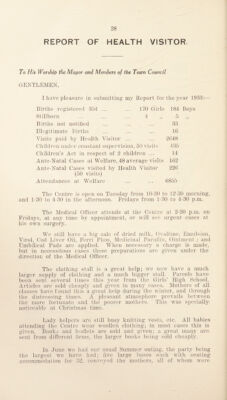 28
REPORT OF HEALTH VISITOR.
To His Worship the Mayor and Members of the Town Council
GENTLEMEN,
I have pleasure in submitting my Report for the year 1933:—
Births registered 354 ... ... 170 Girls 184 Boys
Stillborn ... ... 4 „ 5 „
Births not notified ... ... 33
Illegitimate Births ... ... 16
Visits paid by Health Visitor ... 2648
Children under constant supervision, 50 visits
Children's Act in respect of 2 children ... 14
Ante-Natal Cases at Welfare, 48 average visits 162
Ante-Natal Cases visited by Health Visitor 226
(50 visits)
Attendances at Welfare ... ... 6855
The Centre is open on Tuesday from 10-30 to 12-30 morning,
and 1-30 to 4-30 in the afternoon. Fridays from 1-30 to 4-30 p.m.
The Medical Officer attends at the Centre at 2-30 p.m. on
Fridays, at any time by appointment, or will see urgent cases at
his own surgery.
We still have a big sale of dried milk, Ovaltine, Emulsion,
Virol, Cod Liver Oil, Ferri Phos, Medicinal Paraffin, Ointment and
Umbilical Pads are applied. When necessary a charge is made,
but in necessitous cases these preparations are given under the
direction of the Medical Officer.
The clothing stall is a great help; we now have a much
larger supply of clothing and a much bigger stall. Parcels have
been sent several times this year from the Girls' High School.
Articles are sold cheaply and given in many cases. Mothers of all
classes have found this a great help during the winter, and through
the distressing times. A pleasant atmosphere prevails between
the more fortunate and the poorer mothers. This was specially
noticeable at Christmas time.
Lady helpers are still busy knitting vests, etc. All babies
attending the Centre wear woollen clothing, in most cases this is
given. Books and leaflets are sold and given; a great many are
sent from different items, the larger books being sold cheaply.
In June we had our usual Summer outing, the party being
the largest we have had; five large buses each with seating
accommodation for 32, conveyed the mothers, all of whom were